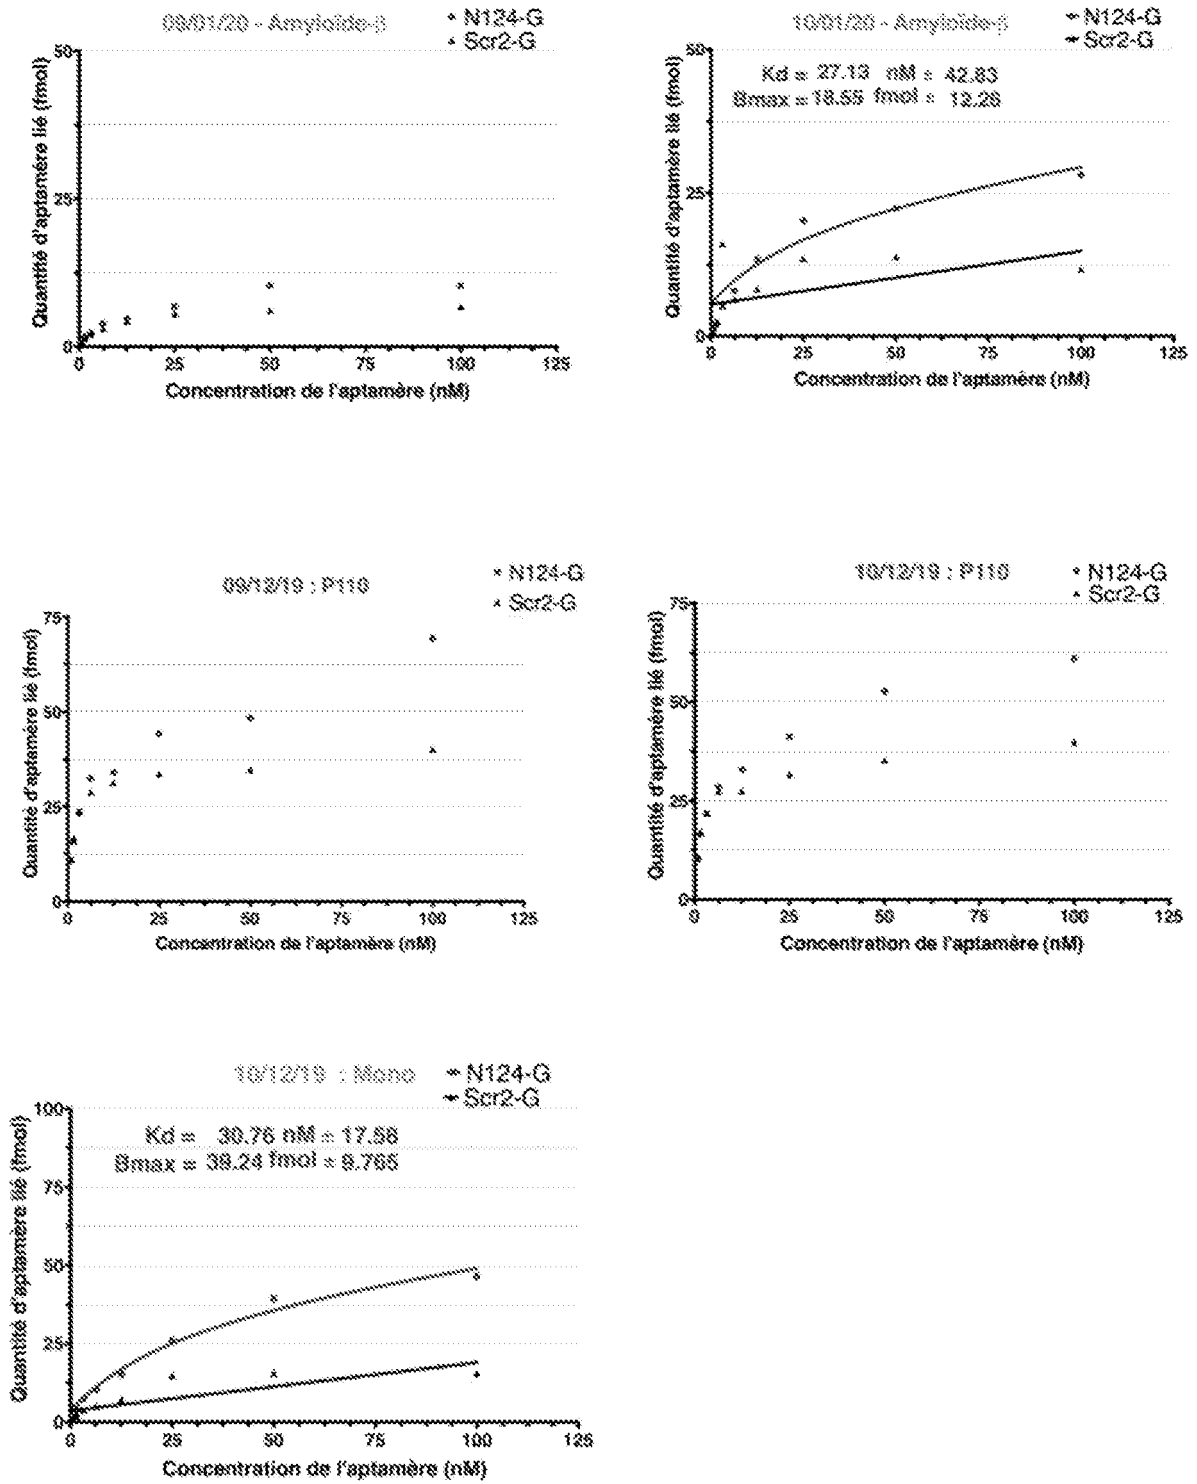 09/01/20 - Amyloïde-β
N124-G
Scr2-G
Quantité d'aptamère lié (fmol)
50
25
0
0 25 50 75 100 125
Concentration de l'aptamère (nM)
10/01/20 - Amyloïde-β
N124-G
Scr2-G
Kd = 27.13 nM ± 42.83
Bmax = 18.55 fmol ± 12.26
Quantité d'aptamère lié (fmol)
50
25
0
0 25 50 75 100 125
Concentration de l'aptamère (nM)
09/12/19 : P110
N124-G
Scr2-G
Quantité d'aptamère lié (fmol)
75
50
25
0
0 25 50 75 100 125
Concentration de l'aptamère (nM)
10/12/19 : P110
N124-G
Scr2-G
Quantité d'aptamère lié (fmol)
75
50
25
0
0 25 50 75 100 125
Concentration de l'aptamère (nM)
10/12/19 : Mono
N124-G
Scr2-G
Kd = 30.76 nM ± 17.56
Bmax = 39.24 fmol ± 9.765
Quantité d'aptamère lié (fmol)
100
75
50
25
0
0 25 50 75 100 125
Concentration de l'aptamère (nM)